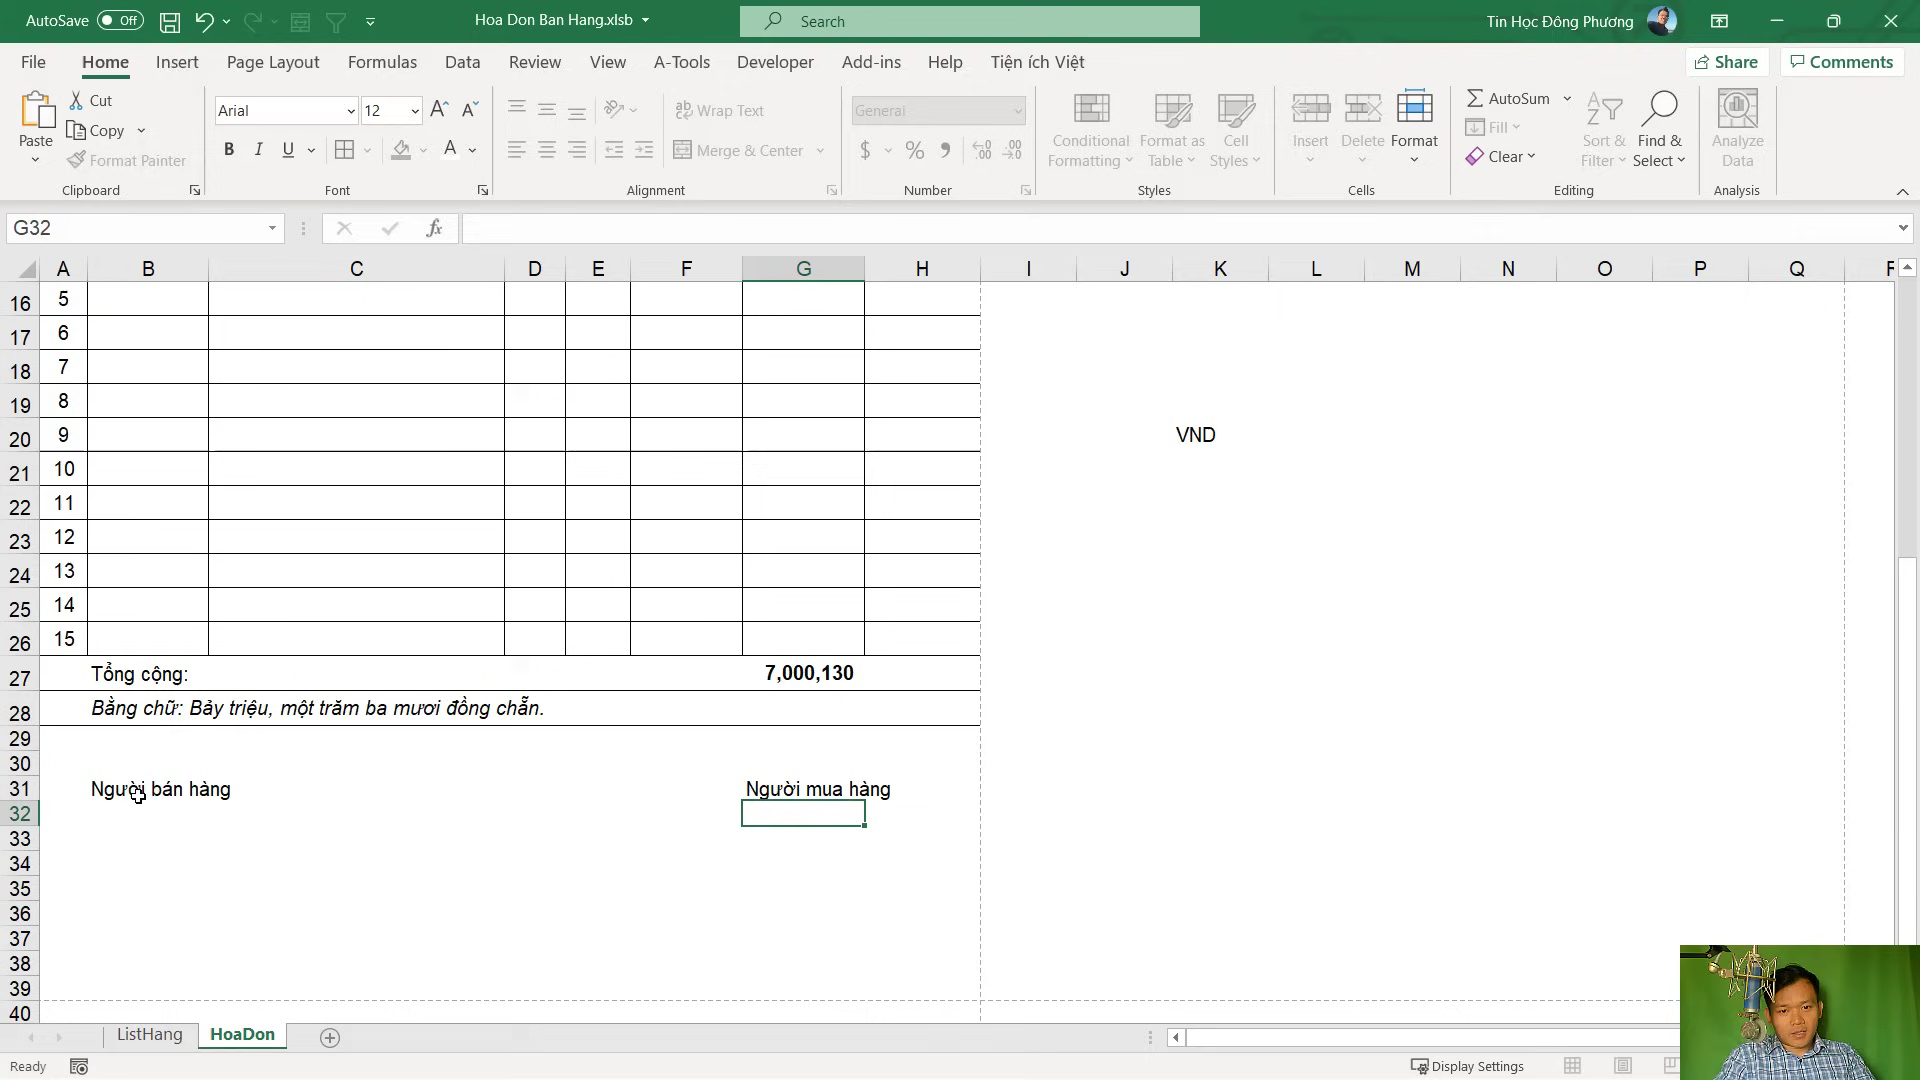 AutoSave Off Hoa Don Ban Hang.xlsb Search Tin Học Đông Phương
File Home Insert Page Layout Formulas Data Review View A-Tools Developer Add-ins Help Tiện ích Việt Share Comments
Paste Cut Copy Format Painter
Clipboard
Arial 12
B I U A
Font
Wrap Text
Merge & Center
Alignment
General
$ % ,
Number
Conditional Formatting Format as Table Cell Styles
Styles
Insert Delete Format
Cells
AutoSum Fill Clear
Sort & Filter Find & Select
Editing
Analyze Data
Analysis
G32 fx
A B C D E F G H I J K L M N O P Q
16 5
17 6
18 7
19 8
20 9 VND
21 10
22 11
23 12
24 13
25 14
26 15
27 Tổng cộng: 7,000,130
28 Bằng chữ: Bảy triệu, một trăm ba mươi đồng chẵn.
29
30
31 Người bán hàng Người mua hàng
32
33
34
35
36
37
38
39
40
ListHang HoaDon
Ready Display Settings